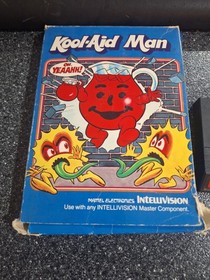 Kool-Aid Man
OH
YEAAHH!
MATTEL ELECTRONICS INTELLIVISION
Use with any INTELLIVISION Master Component.